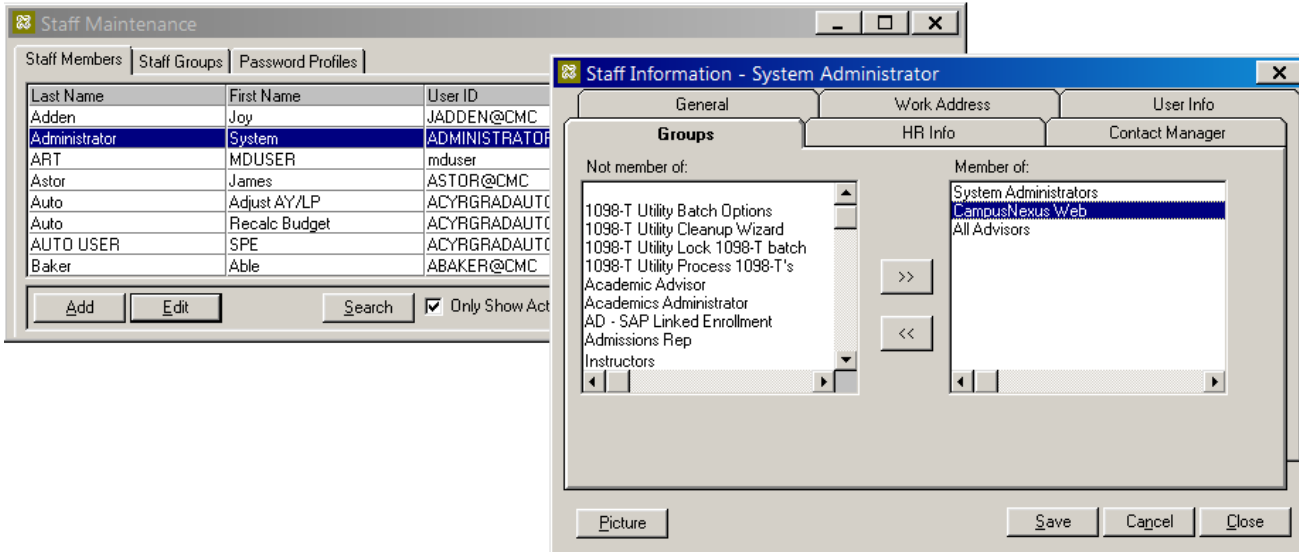 Staff Maintenance
Staff Members Staff Groups Password Profiles
Last Name First Name User ID
Adden Joy JADDEN@CMC
Administrator System ADMINISTRATOR
ART MDUSER mduser
Astor James ASTOR@CMC
Auto Adjust AY/LP ACYRGRADAUTO
Auto Recalc Budget ACYRGRADAUTO
AUTO USER SPE ACYRGRADAUTO
Baker Able ABAKER@CMC
Add Edit Search Only Show Act
Staff Information - System Administrator
General Work Address User Info
Groups HR Info Contact Manager
Not member of:
1098-T Utility Batch Options
1098-T Utility Cleanup Wizard
1098-T Utility Lock 1098-T batch
1098-T Utility Process 1098-T's
Academic Advisor
Academics Administrator
AD - SAP Linked Enrollment
Admissions Rep
Instructors
>>
<<
Member of:
System Administrators
CampusNexus Web
All Advisors
Picture Save Cancel Close